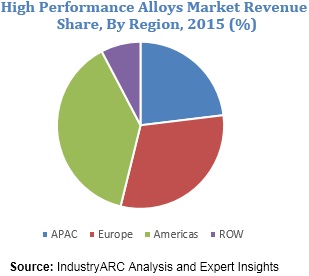 High Performance Alloys Market Revenue
Share, By Region, 2015 (%)
APAC Europe Americas ROW
Source: IndustryARC Analysis and Expert Insights